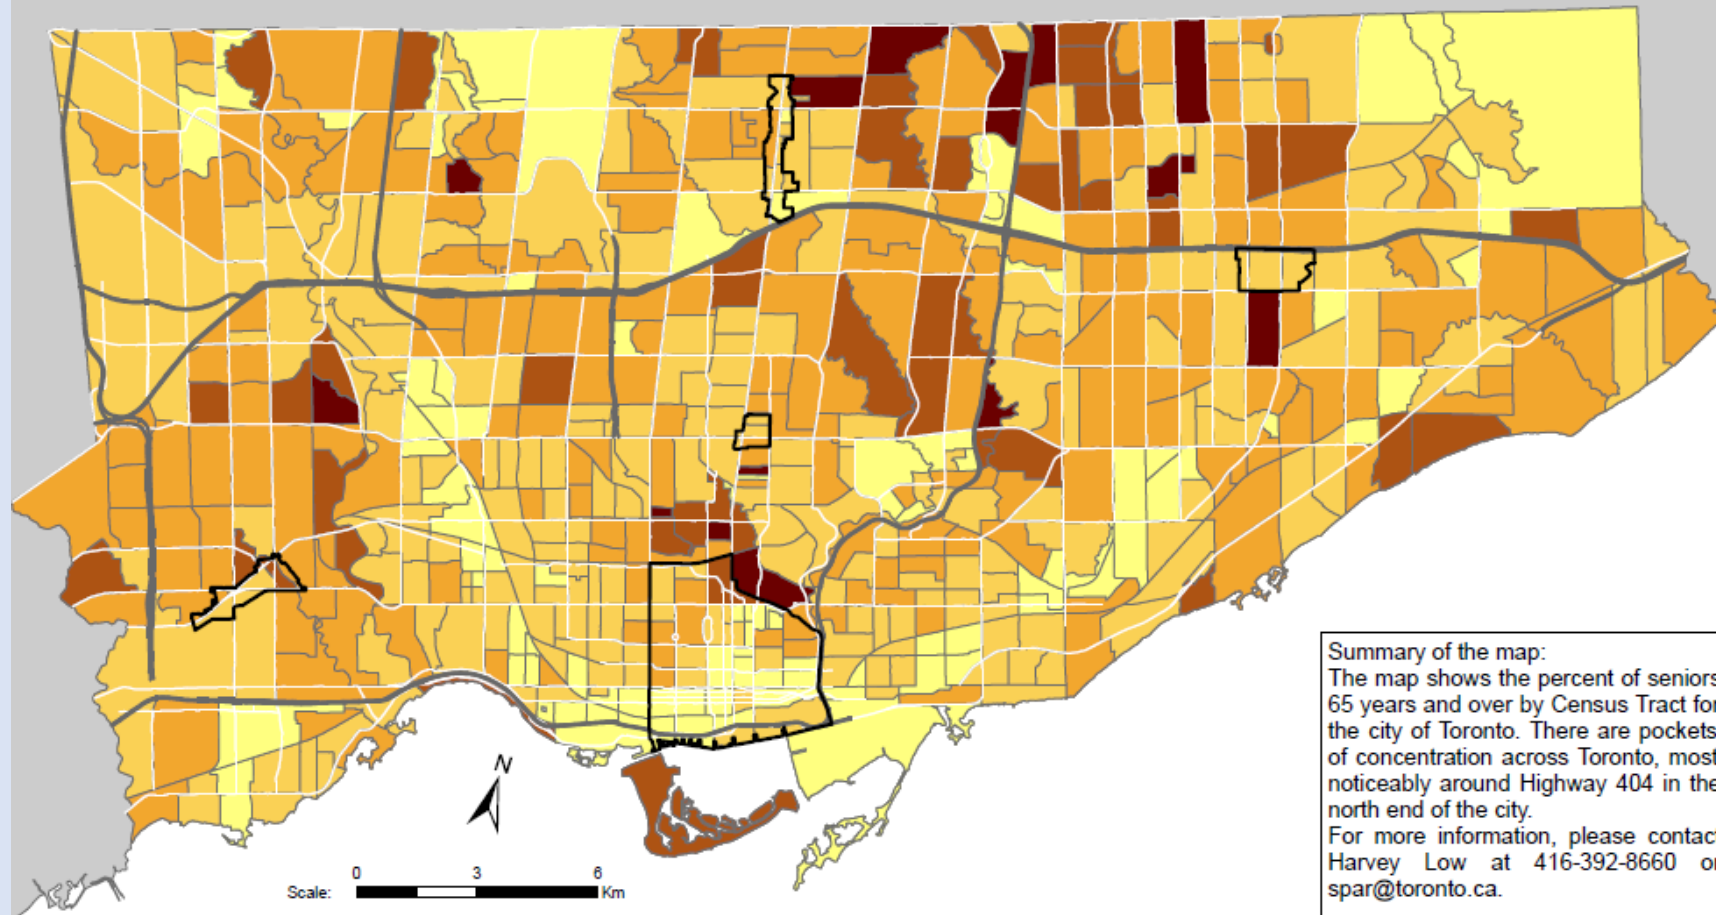 N
Scale:
0 3 6
Km
Summary of the map:
The map shows the percent of seniors
65 years and over by Census Tract for
the city of Toronto. There are pockets
of concentration across Toronto, most
noticeably around Highway 404 in the
north end of the city.
For more information, please contact
Harvey Low at 416-392-8660 or
spar@toronto.ca.